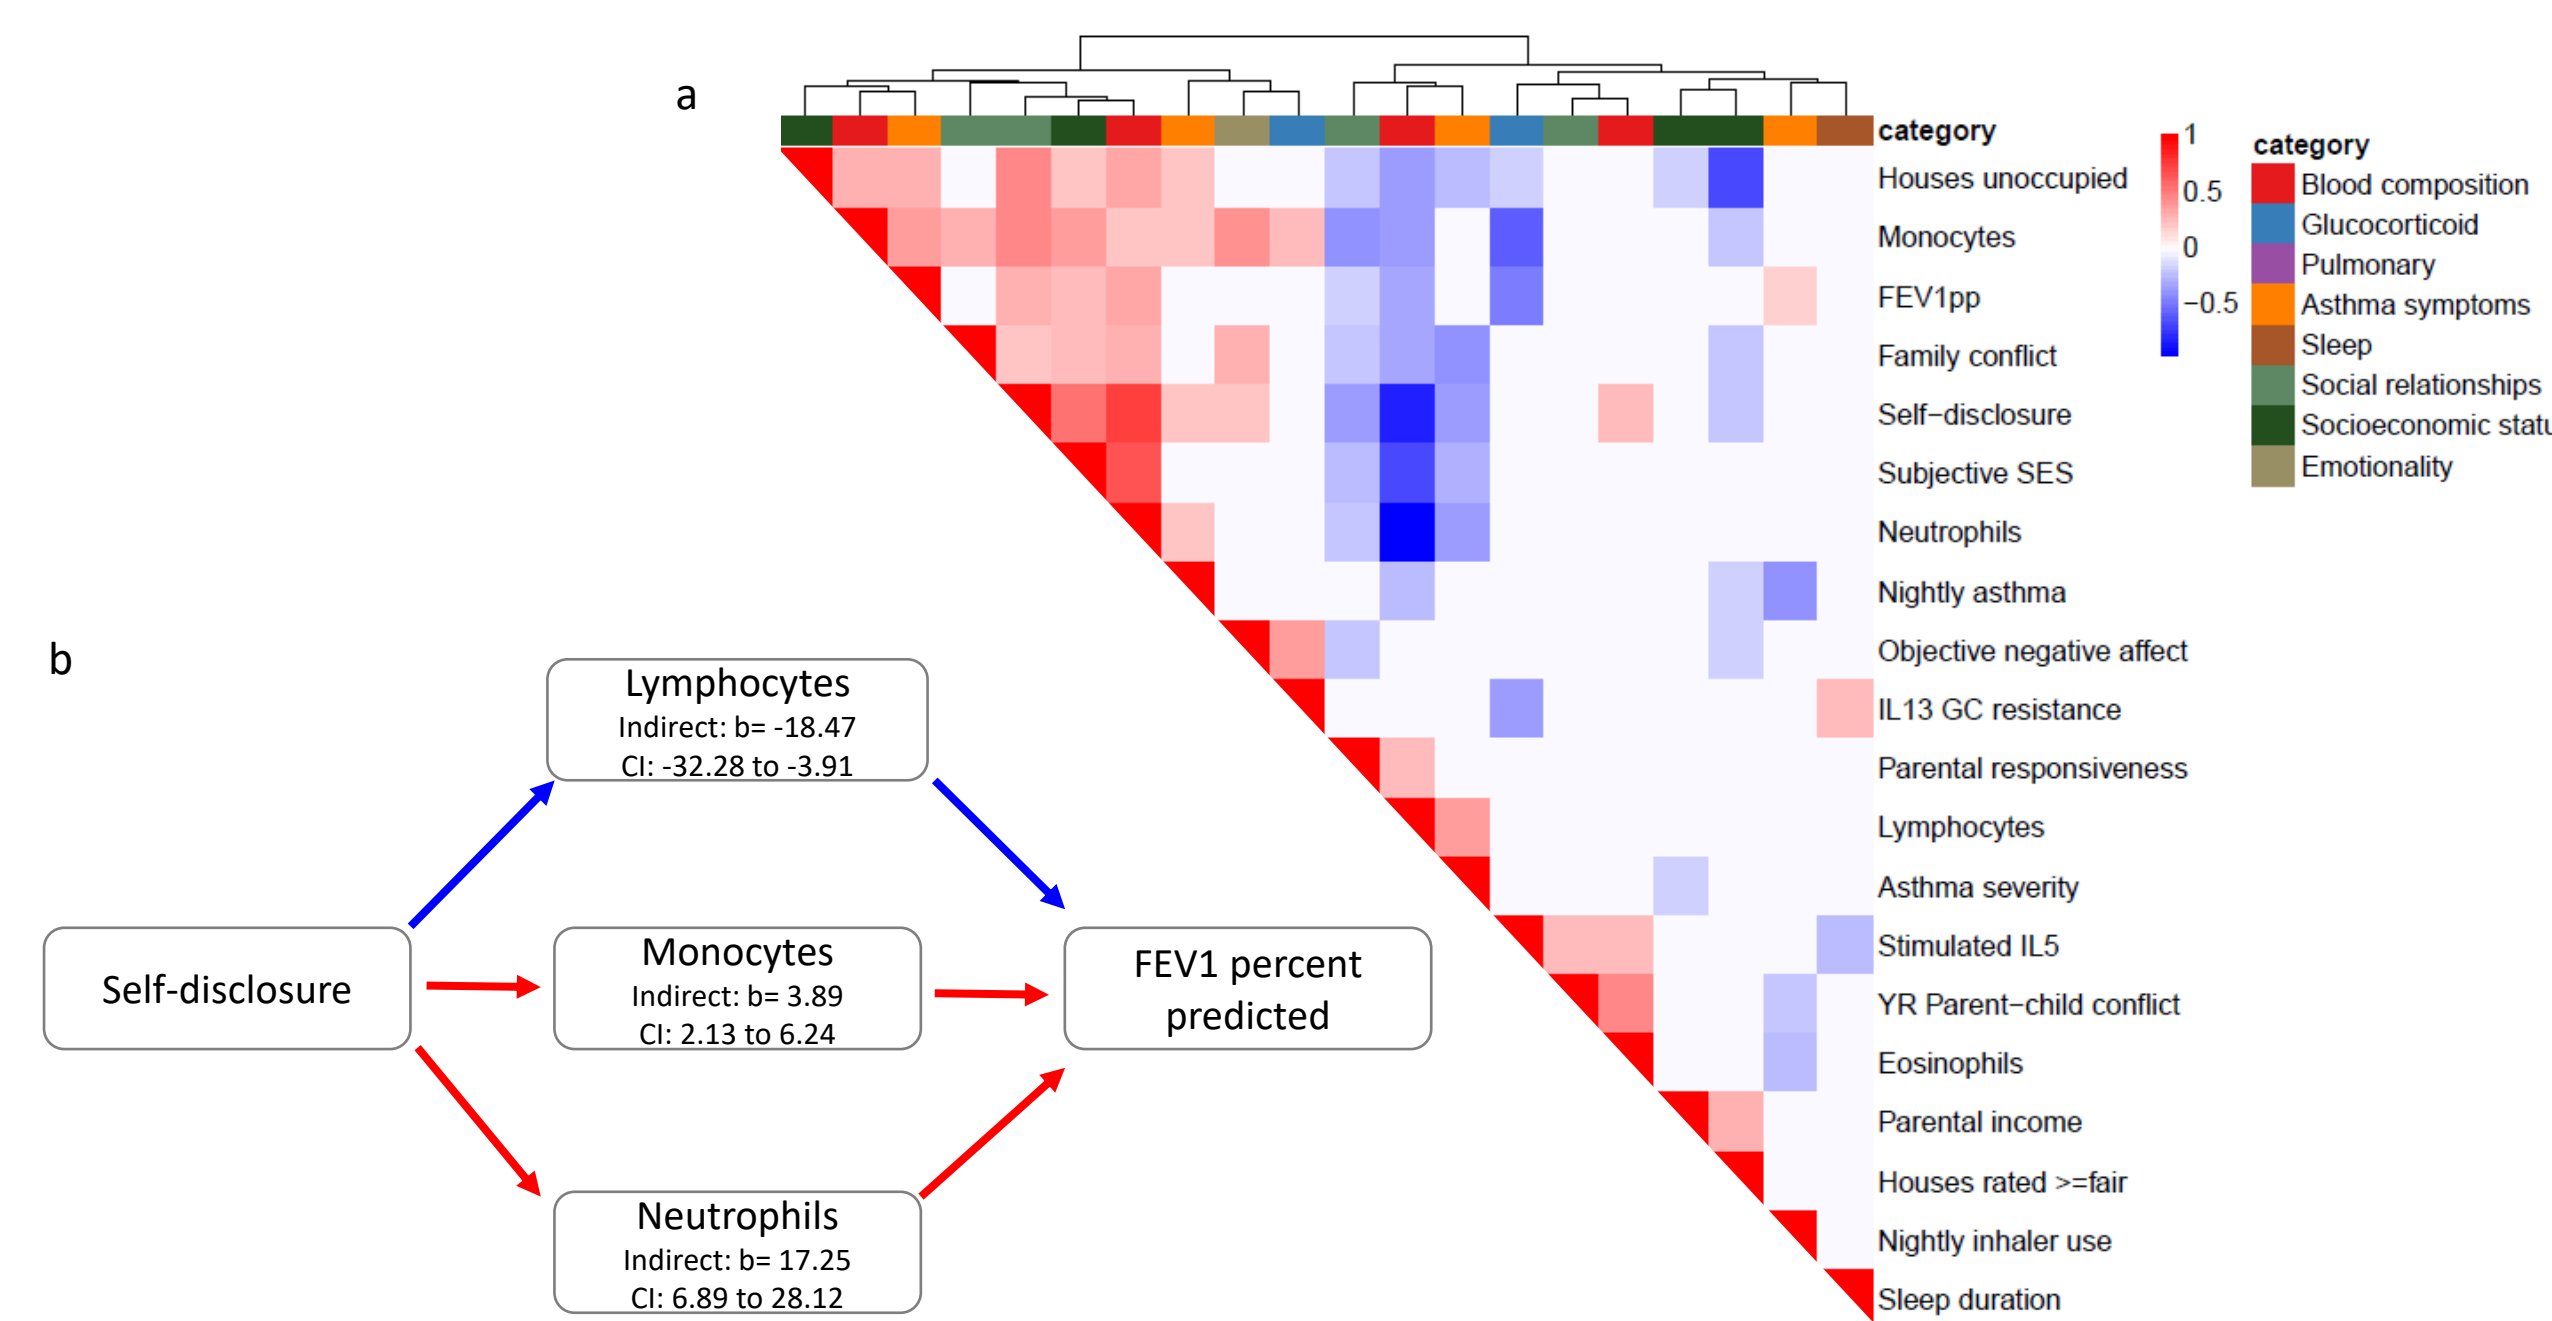 a
category
Houses unoccupied
Monocytes
FEV1pp
Family conflict
Self−disclosure
Subjective SES
Neutrophils
Nightly asthma
Objective negative affect
IL13 GC resistance
Parental responsiveness
Lymphocytes
Asthma severity
Stimulated IL5
YR Parent−child conflict
Eosinophils
Parental income
Houses rated >=fair
Nightly inhaler use
Sleep duration
1
0.5
0
−0.5
category
Blood composition
Glucocorticoid
Pulmonary
Asthma symptoms
Sleep
Social relationships
Socioeconomic statu
Emotionality
b
Lymphocytes
Indirect: b= -18.47
CI: -32.28 to -3.91
Self-disclosure
Monocytes
Indirect: b= 3.89
CI: 2.13 to 6.24
FEV1 percent
predicted
Neutrophils
Indirect: b= 17.25
CI: 6.89 to 28.12